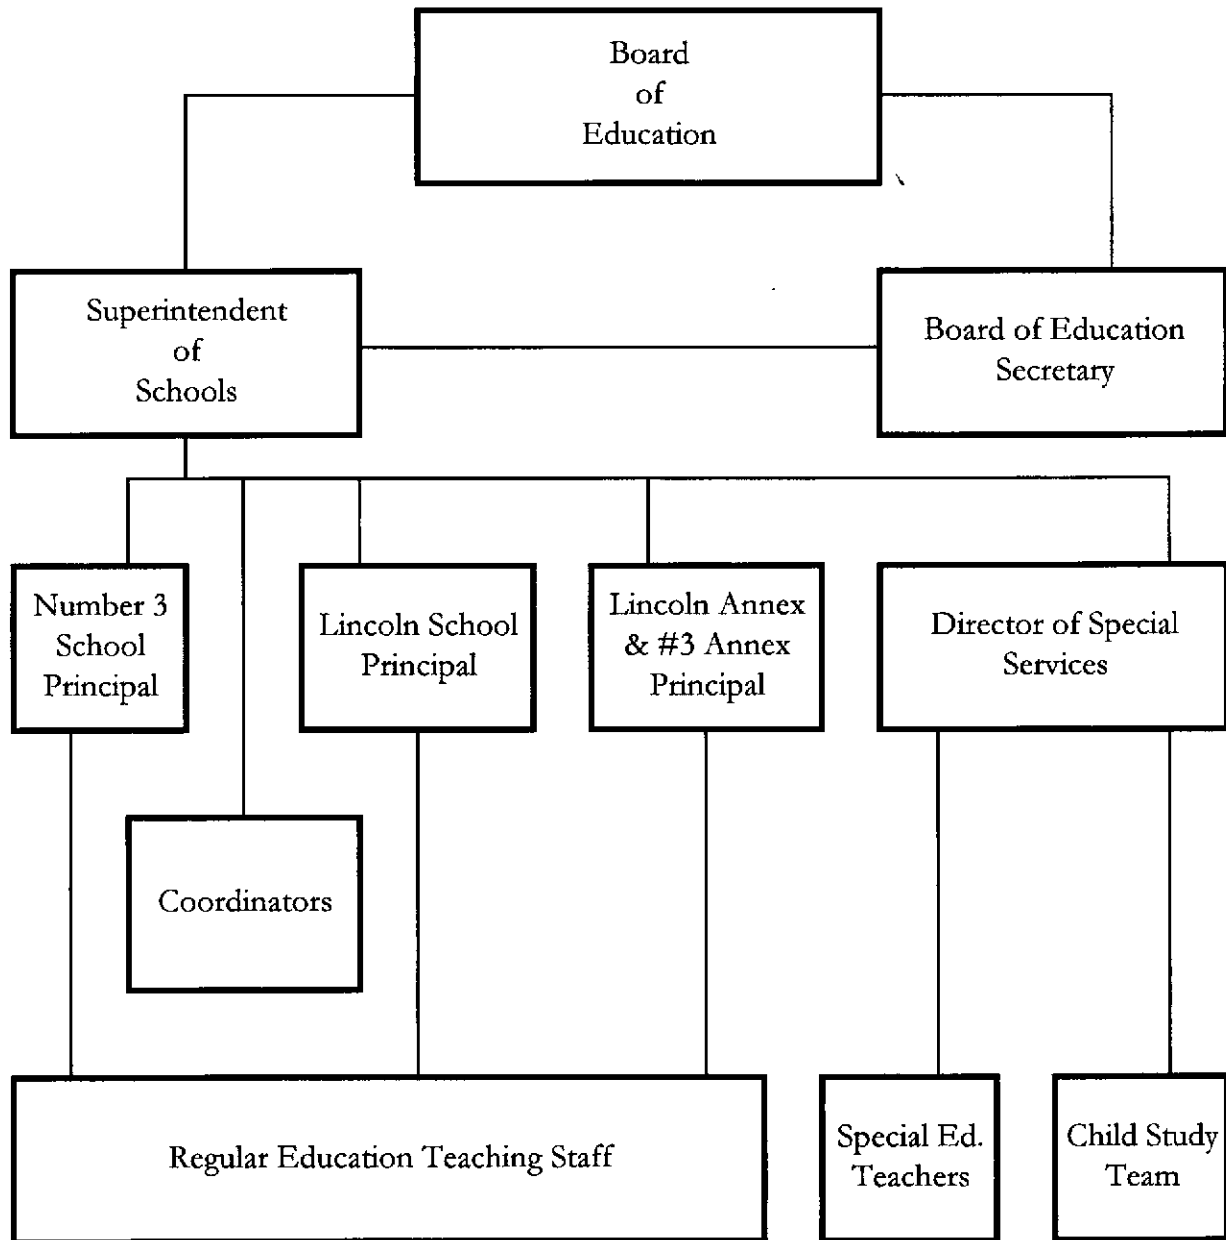 Board
of
Education
Superintendent
of
Schools
Board of Education
Secretary
Number 3
School
Principal
Lincoln School
Principal
Lincoln Annex
& #3 Annex
Principal
Director of Special
Services
Coordinators
Regular Education Teaching Staff
Special Ed.
Teachers
Child Study
Team